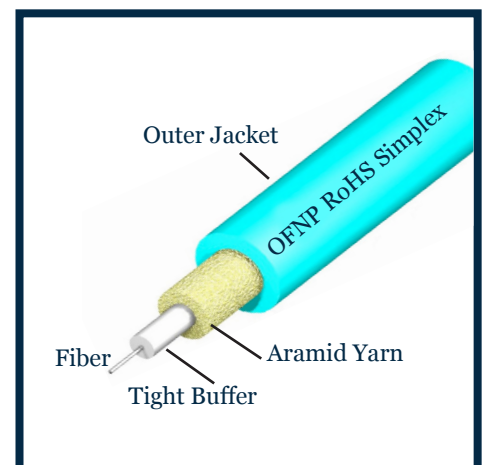 Outer Jacket
OFNP RoHS Simplex
Aramid Yarn
Fiber
Tight Buffer